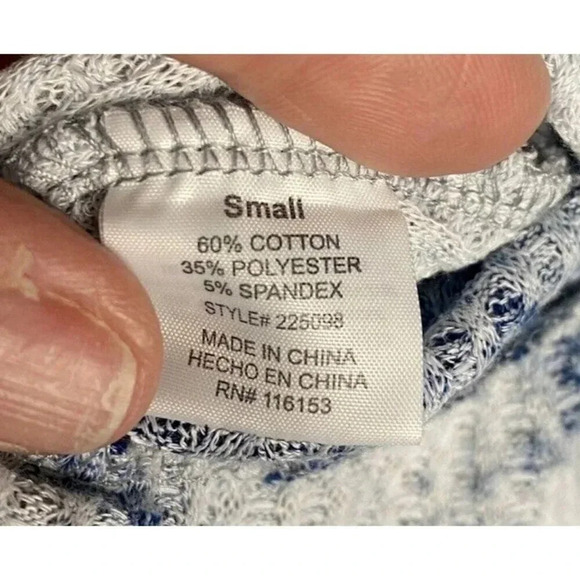 Small
60% COTTON
35% POLYESTER
5% SPANDEX
STYLE# 225098
MADE IN CHINA
HECHO EN CHINA
RN# 116153